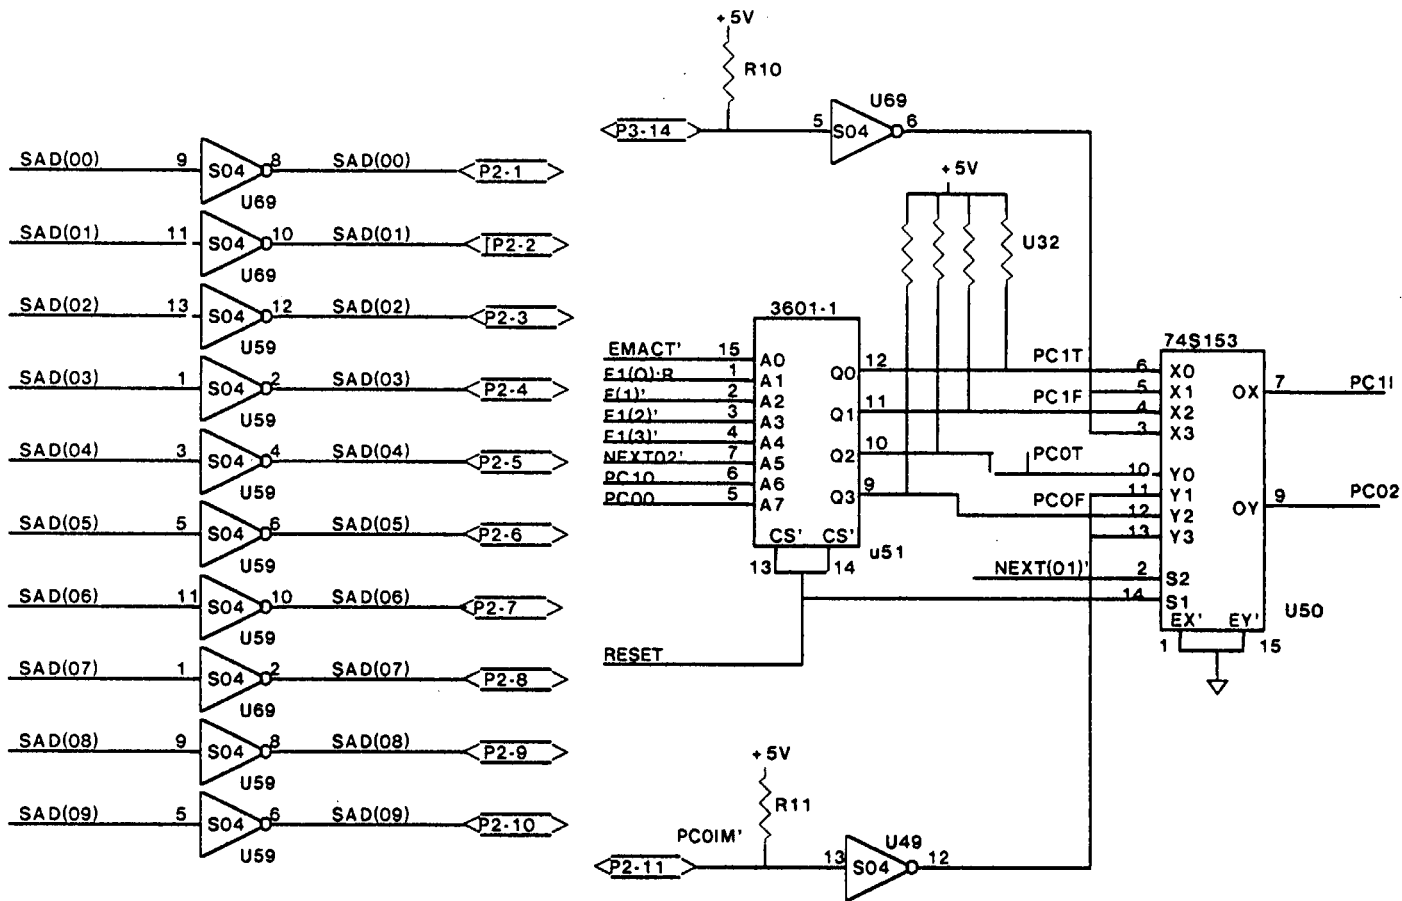 +5V
R10
P3-14
5
S04
U69
6
SAD(00)
9
S04
8
SAD(00)
P2-1
U69
SAD(01)
11
S04
10
SAD(01)
P2-2
U69
SAD(02)
13
S04
12
SAD(02)
P2-3
U59
SAD(03)
1
S04
2
SAD(03)
P2-4
U59
SAD(04)
3
S04
4
SAD(04)
P2-5
U59
SAD(05)
5
S04
6
SAD(05)
P2-6
U59
SAD(06)
11
S04
10
SAD(06)
P2-7
U59
SAD(07)
1
S04
2
SAD(07)
P2-8
U69
SAD(08)
9
S04
8
SAD(08)
P2-9
U59
SAD(09)
5
S04
6
SAD(09)
P2-10
U59
+5V
U32
3601-1
EMACT' 15 A0
F1(0):R 1 A1
F(1)' 2 A2
F1(2)' 3 A3
F1(3)' 4 A4
NEXT02' 7 A5
PC10 6 A6
PC00 5 A7
Q0 12 PC1T
Q1 11 PC1F
Q2 10 PC0T
Q3 9 PC0F
CS' CS'
13 14
u51
RESET
74S153
6 X0
5 X1
4 X2
3 X3
10 Y0
11 Y1
12 Y2
13 Y3
NEXT(01)' 2 S2
14 S1
EX' EY'
1 15
OX 7 PC1I
OY 9 PC02
U50
+5V
R11
PC0IM'
P2-11
13
S04
U49
12